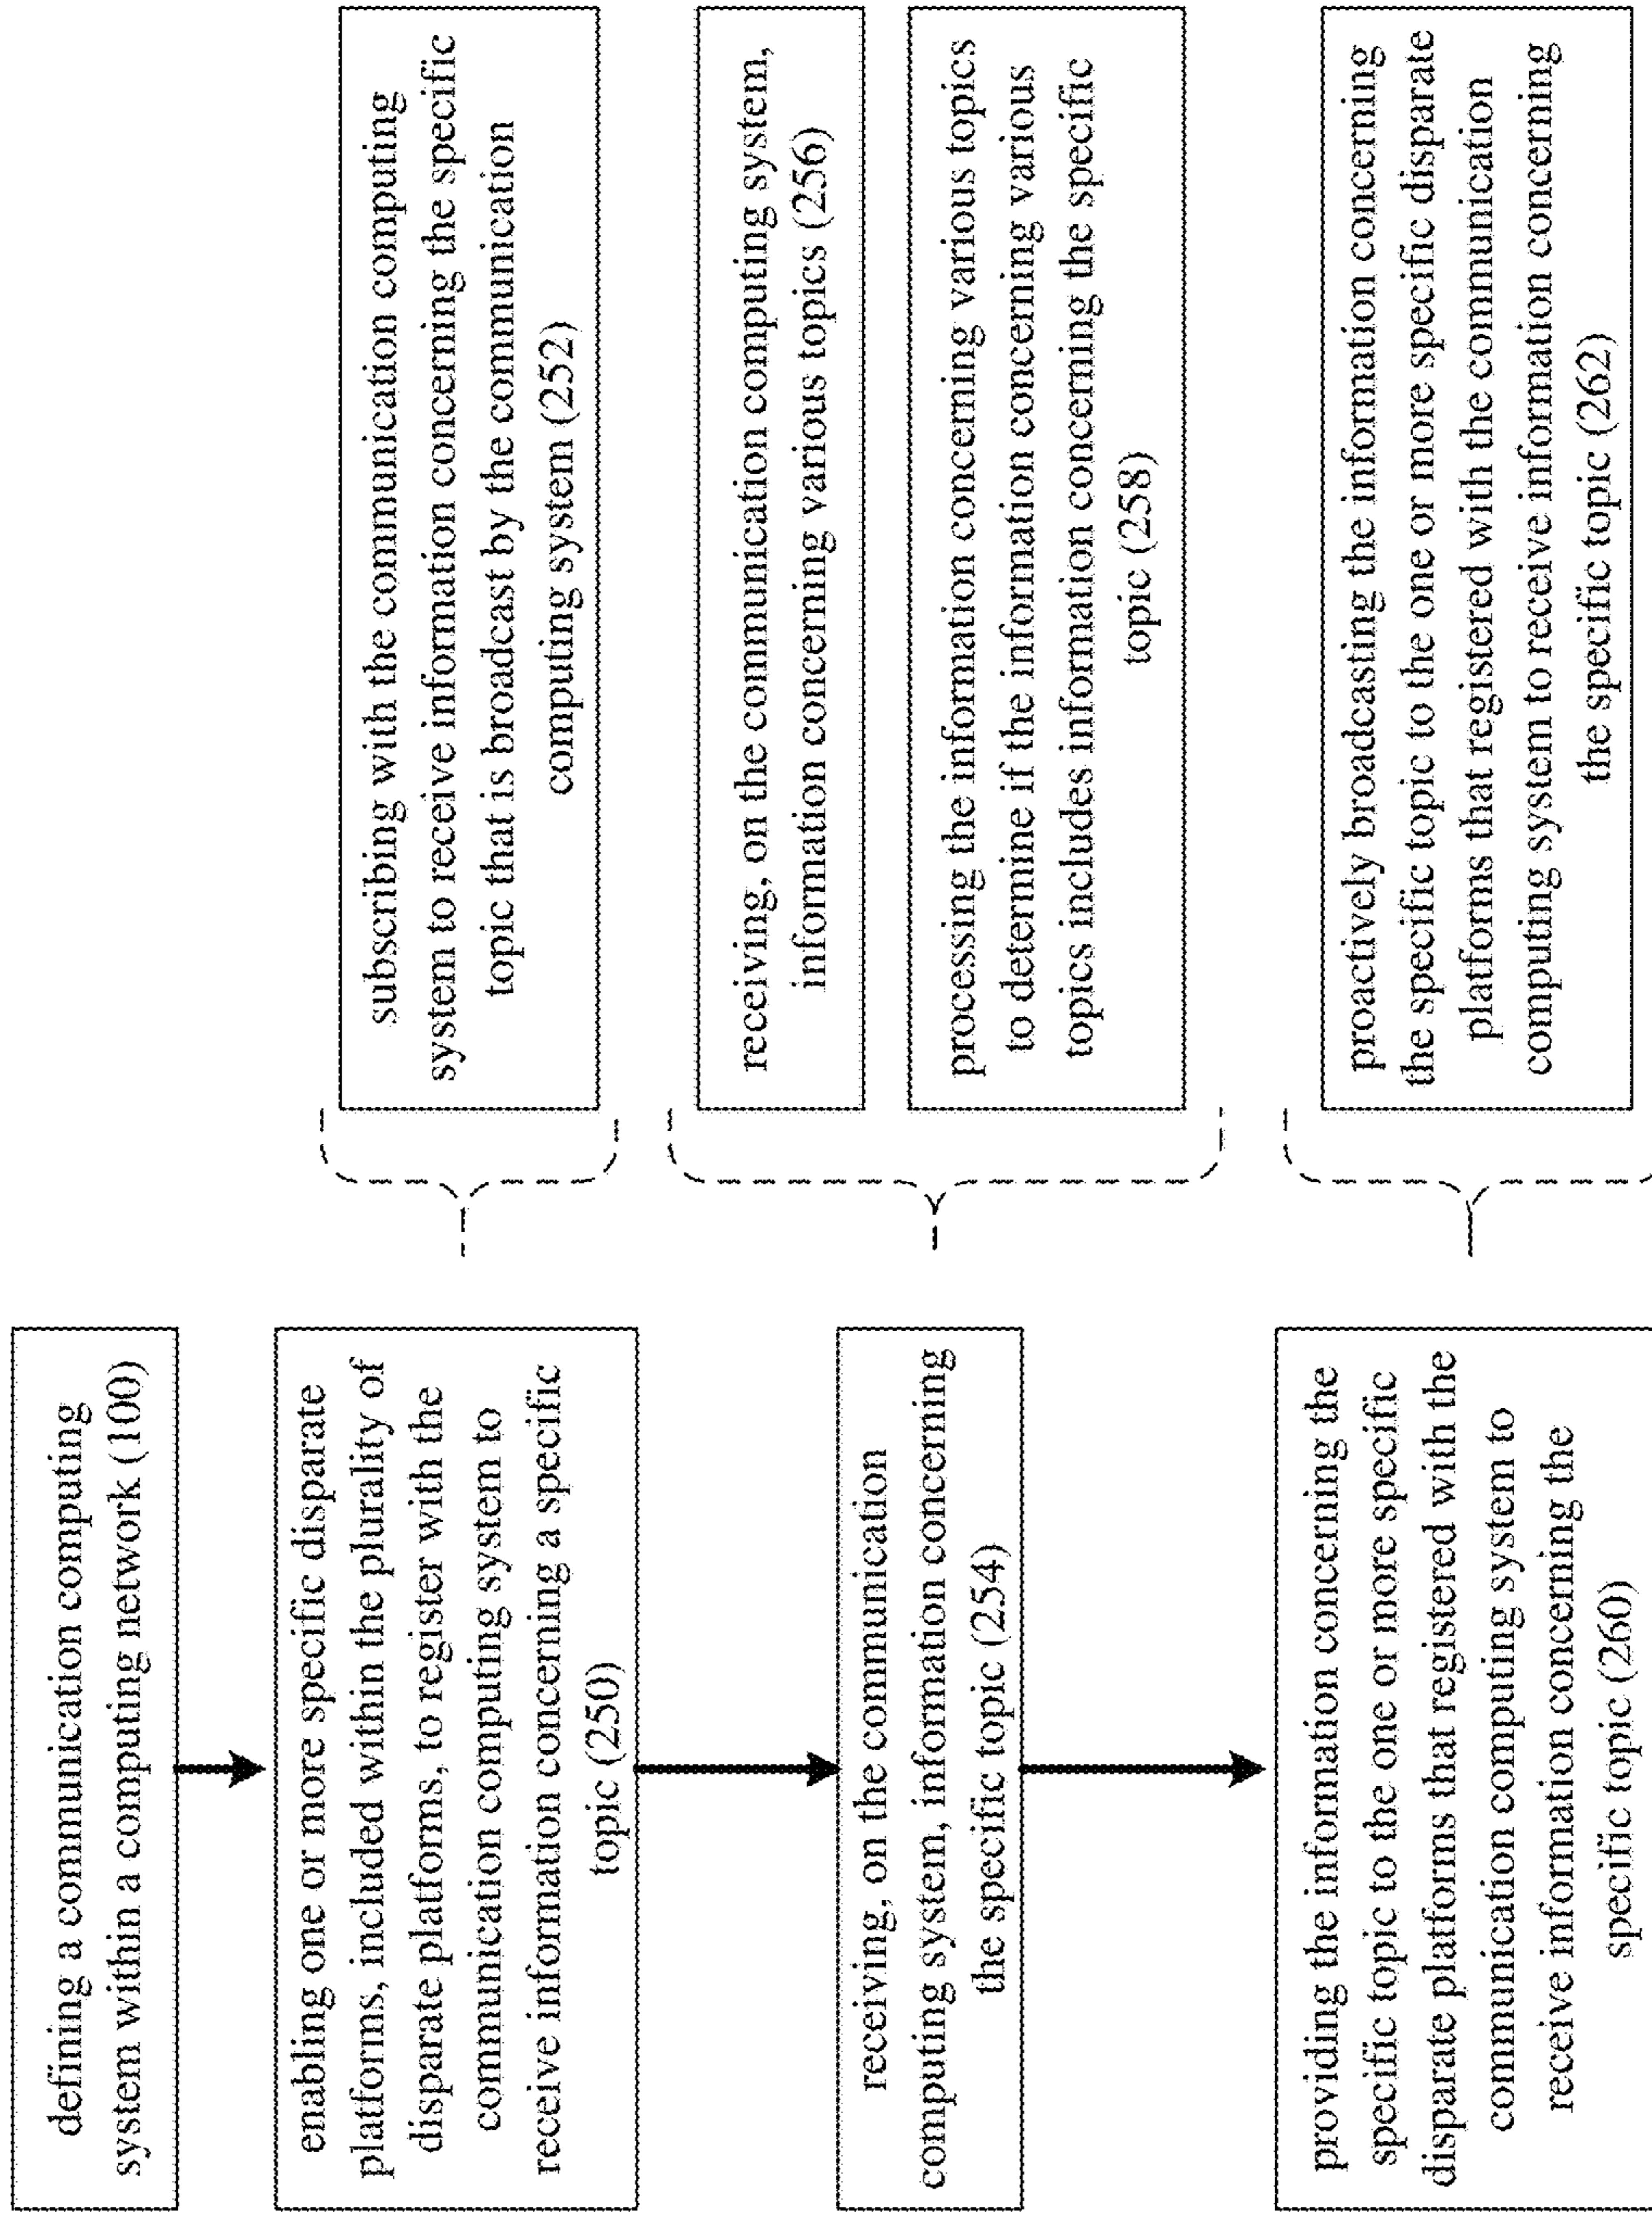 defining a communication computing
system within a computing network (100)
enabling one or more specific disparate
platforms, included within the plurality of
disparate platforms, to register with the
communication computing system to
receive information concerning a specific
topic (250)
subscribing with the communication computing
system to receive information concerning the specific
topic that is broadcast by the communication
computing system (252)
receiving, on the communication
computing system, information concerning
the specific topic (254)
receiving, on the communication computing system,
information concerning various topics (256)
processing the information concerning various topics
to determine if the information concerning various
topics includes information concerning the specific
topic (258)
providing the information concerning the
specific topic to the one or more specific
disparate platforms that registered with the
communication computing system to
receive information concerning the
specific topic (260)
proactively broadcasting the information concerning
the specific topic to the one or more specific disparate
platforms that registered with the communication
computing system to receive information concerning
the specific topic (262)